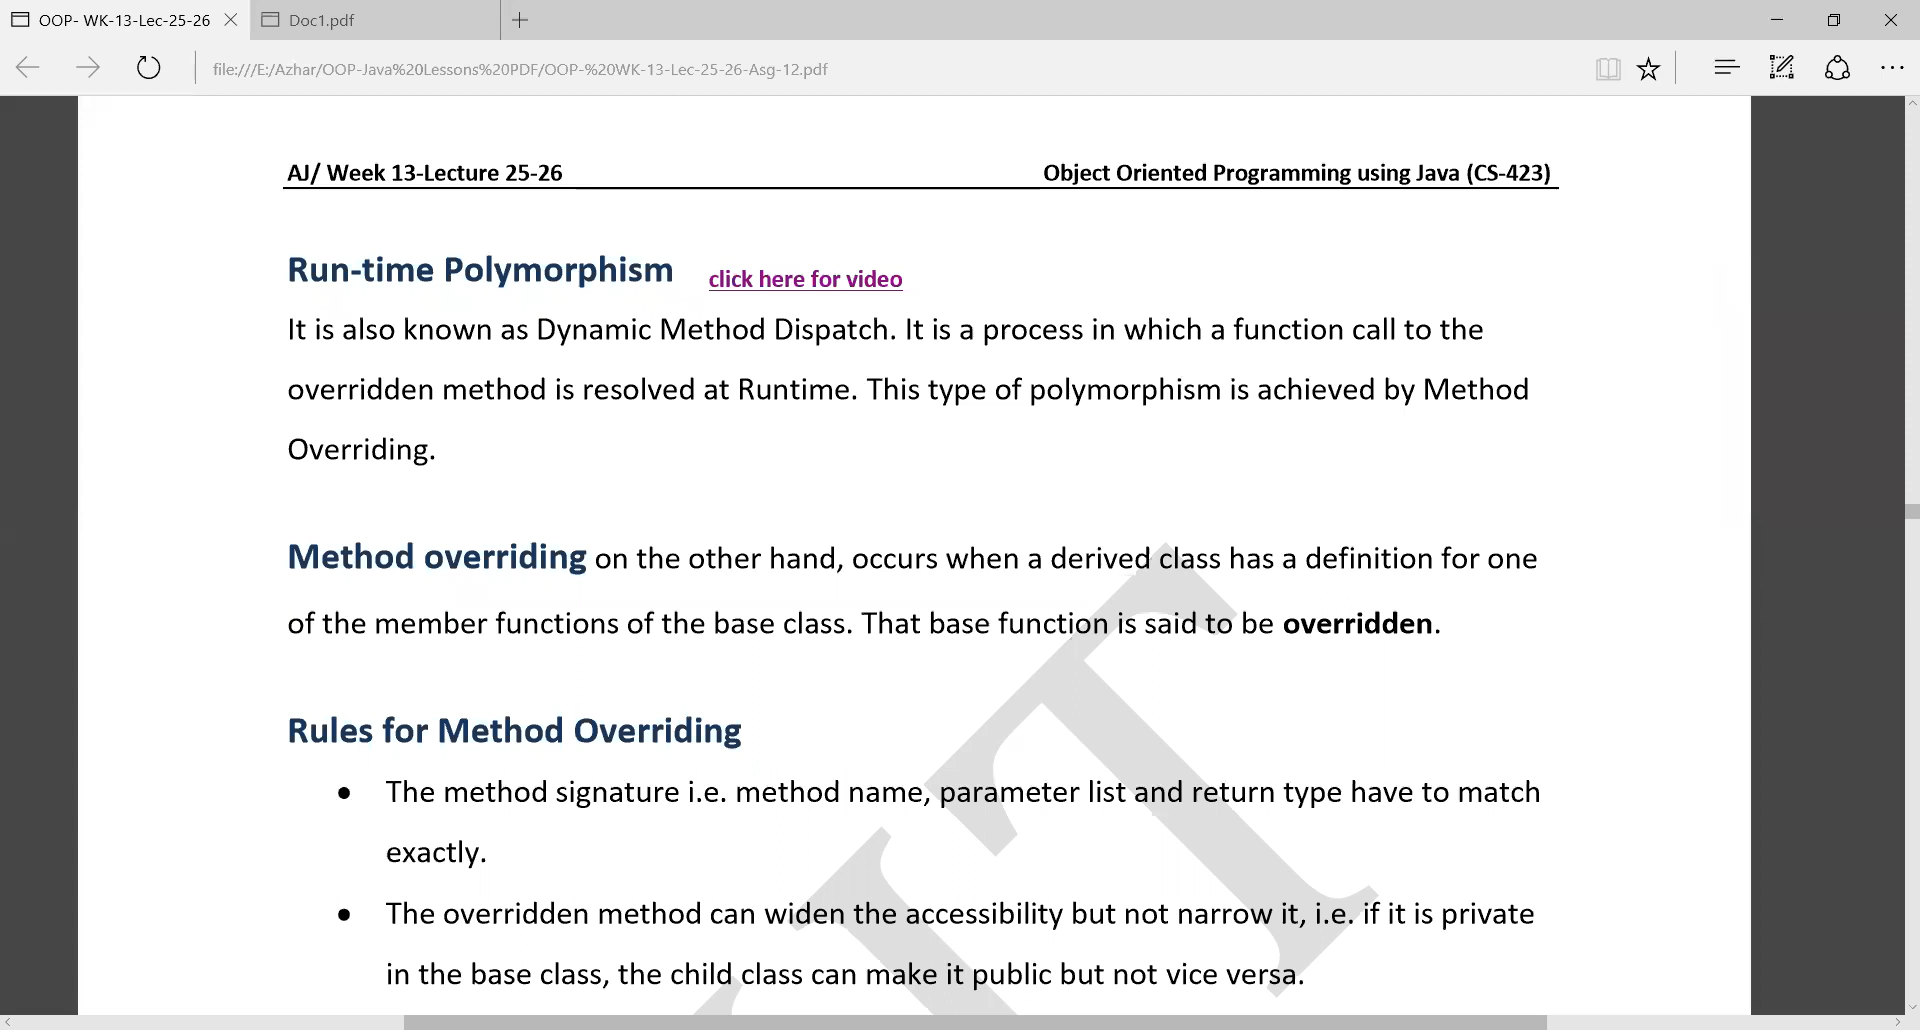 OOP- WK-13-Lec-25-26
Doc1.pdf
file:///E:/Azhar/OOP-Java%20Lessons%20PDF/OOP-%20WK-13-Lec-25-26-Asg-12.pdf
AJ/ Week 13-Lecture 25-26 Object Oriented Programming using Java (CS-423)
Run-time Polymorphism click here for video
It is also known as Dynamic Method Dispatch. It is a process in which a function call to the
overridden method is resolved at Runtime. This type of polymorphism is achieved by Method
Overriding.
Method overriding on the other hand, occurs when a derived class has a definition for one
of the member functions of the base class. That base function is said to be overridden.
Rules for Method Overriding
• The method signature i.e. method name, parameter list and return type have to match
exactly.
• The overridden method can widen the accessibility but not narrow it, i.e. if it is private
in the base class, the child class can make it public but not vice versa.